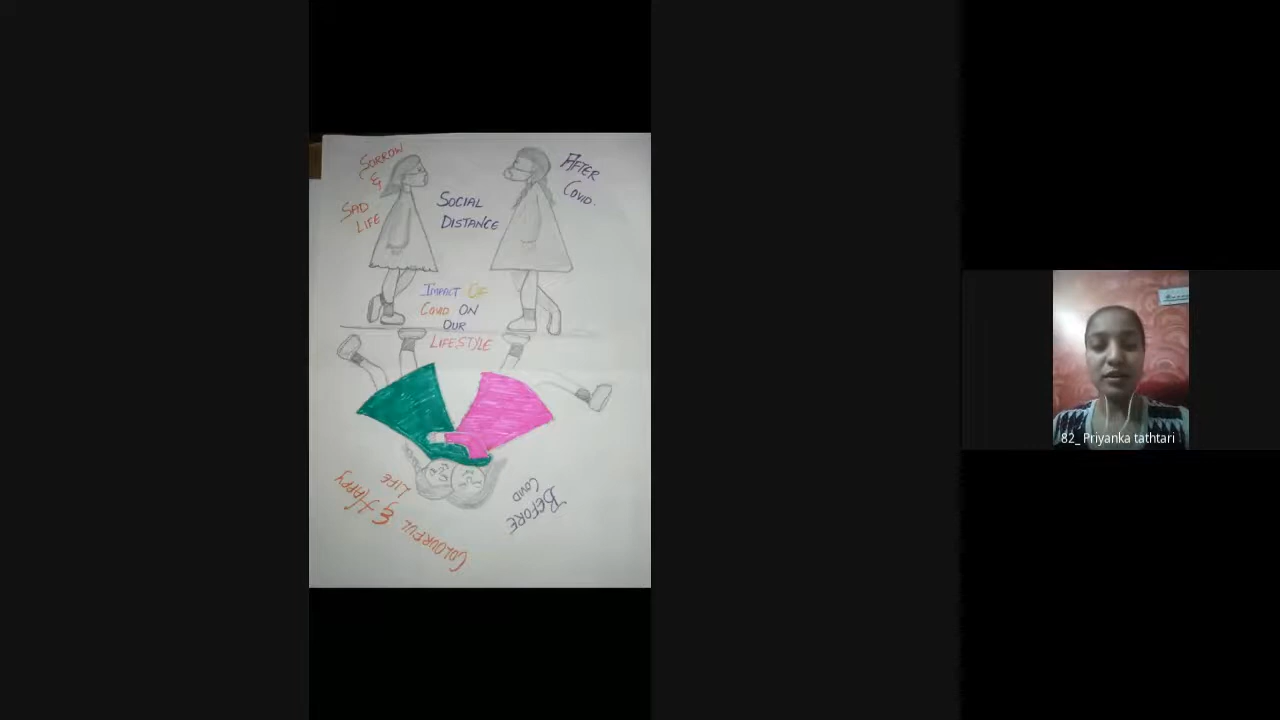 SORROW
&
SAD
LIFE
SOCIAL
DISTANCE
AFTER
COVID.
IMPACT OF
COVID ON
OUR
LIFESTYLE
BEFORE
COVID
COLOURFUL
& HAPPY
LIFE
82_ Priyanka tathtari